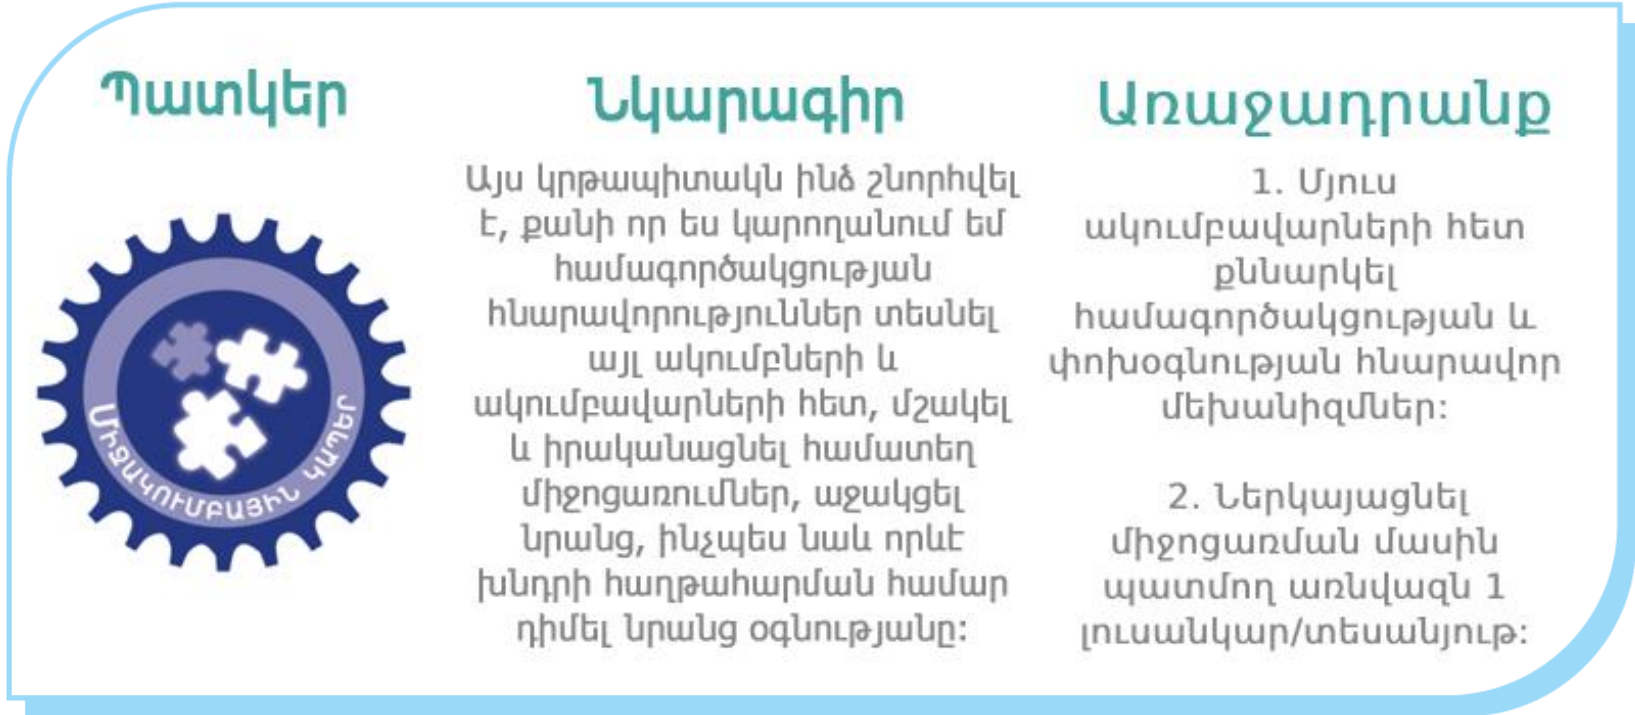 Պատկեր
ՄԻՋԱԿՈՒՄԲԱՅԻՆ ԿԱՊԵՐ
Նկարագիր
Այս կրթապիտակն ինձ շնորհվել
է, քանի որ ես կարողանում եմ
համագործակցության
հնարավորություններ տեսնել
այլ ակումբների և
ակումբավարների հետ, մշակել
և իրականացնել համատեղ
միջոցառումներ, աջակցել
նրանց, ինչպես նաև որևէ
խնդրի հաղթահարման համար
դիմել նրանց օգնությանը:
Առաջադրանք
1. Մյուս
ակումբավարների հետ
քննարկել
համագործակցության և
փոխօգնության հնարավոր
մեխանիզմներ:
2. Ներկայացնել
միջոցառման մասին
պատմող առնվազն 1
լուսանկար/տեսանյութ: